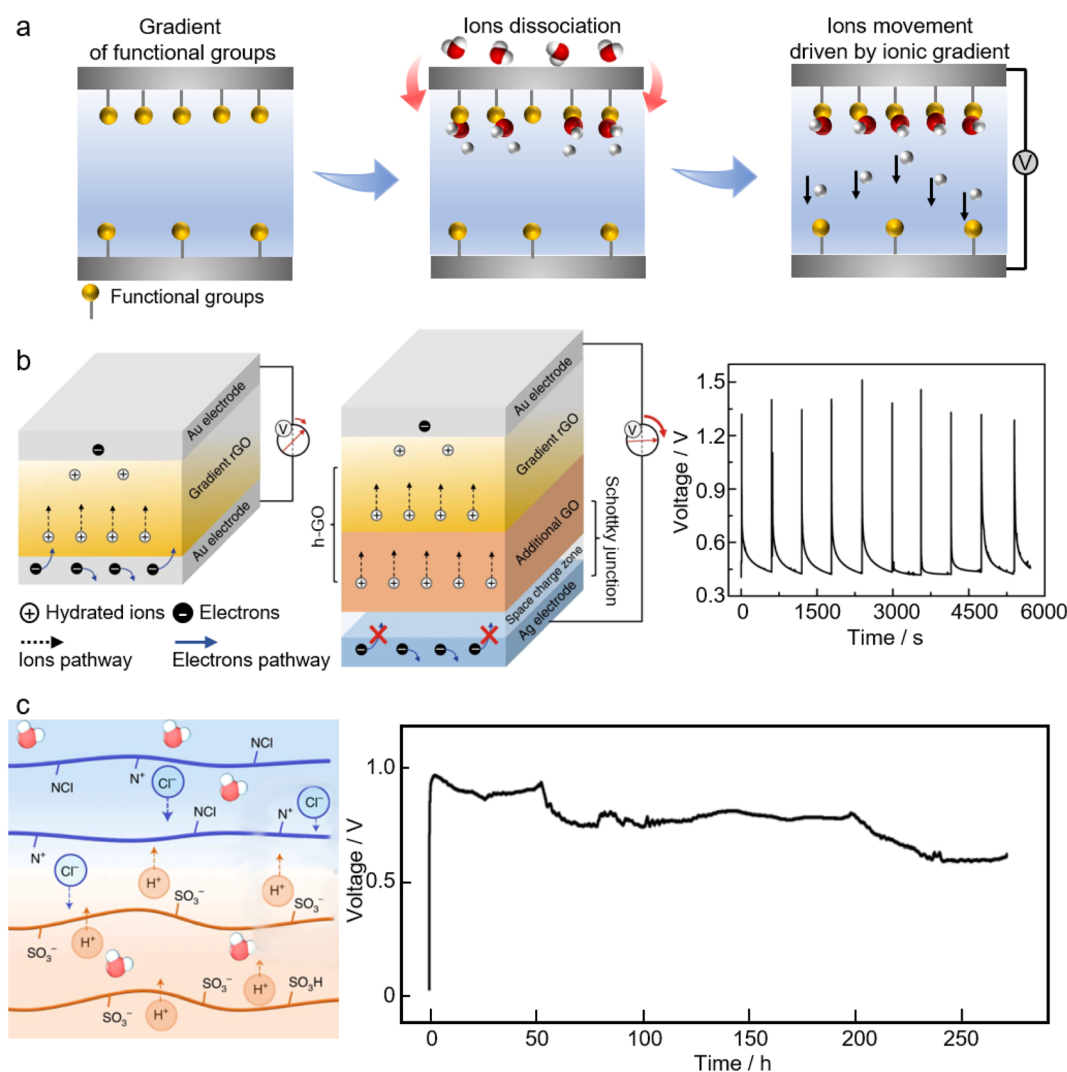 a
Gradient
of functional groups
Ions dissociation
Ions movement
driven by ionic gradient
V
Functional groups
b
Au electrode
Gradient rGO
Au electrode
V
h-GO
Au electrode
Gradient rGO
Additional GO
Space charge zone
Ag electrode
Schottky junction
V
+ Hydrated ions - Electrons
Ions pathway Electrons pathway
Voltage / V
1.5
1.2
0.9
0.6
0.3
0 1500 3000 4500 6000
Time / s
c
NCl
NCl
N⁺
Cl⁻
NCl
Cl⁻
N⁺
N⁺
Cl⁻
H⁺
H⁺
SO₃⁻
SO₃⁻
H⁺
SO₃⁻
SO₃⁻
H⁺
SO₃H
SO₃⁻
H⁺
Voltage / V
1.0
0.5
0
0 50 100 150 200 250
Time / h